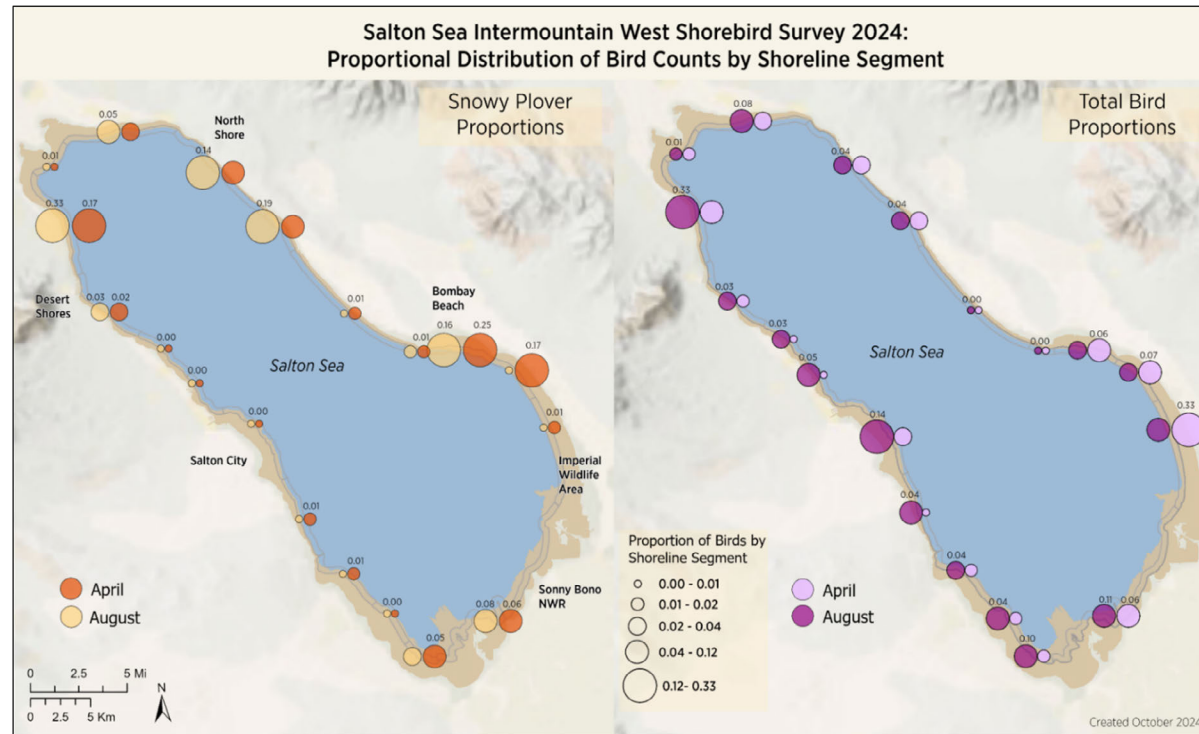 Salton Sea Intermountain West Shorebird Survey 2024:
Proportional Distribution of Bird Counts by Shoreline Segment
Snowy Plover
Proportions
0.05
North
Shore
0.01
0.14
0.33
0.17
0.19
Desert
Shores
0.03
0.02
0.01
Bombay
Beach
0.00
0.01
0.16
0.25
0.17
Salton Sea
0.00
0.00
0.01
Salton City
Imperial
Wildlife
Area
0.01
0.01
Sonny Bono
NWR
0.00
0.08
0.06
0.05
April
August
0 2.5 5 Mi
0 2.5 5 Km
N
Total Bird
Proportions
0.08
0.01
0.04
0.33
0.04
0.03
0.00
0.03
0.00
0.06
Salton Sea
0.05
0.07
0.14
0.33
0.04
0.04
0.04
0.11
0.06
0.10
Proportion of Birds by
Shoreline Segment
0.00 - 0.01
0.01 - 0.02
0.02 - 0.04
0.04 - 0.12
0.12- 0.33
April
August
Created October 2024